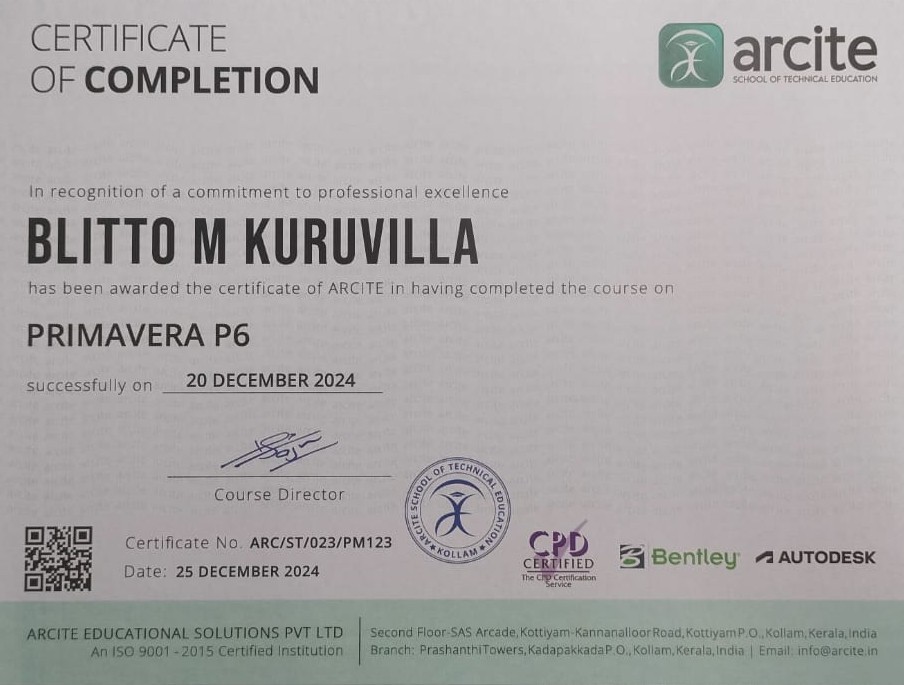 CERTIFICATE
OF COMPLETION
arcite
SCHOOL OF TECHNICAL EDUCATION
In recognition of a commitment to professional excellence
BLITTO M KURUVILLA
has been awarded the certificate of ARCITE in having completed the course on
PRIMAVERA P6
successfully on 20 DECEMBER 2024
Course Director
ARCITE SCHOOL OF TECHNICAL EDUCATION
★ KOLLAM ★
Certificate No. ARC/ST/023/PM123
Date: 25 DECEMBER 2024
CPD
CERTIFIED
The CPD Certification
Service
Bentley
AUTODESK
ARCITE EDUCATIONAL SOLUTIONS PVT LTD
An ISO 9001 - 2015 Certified Institution
Second Floor-SAS Arcade, Kottiyam-Kannanalloor Road, Kottiyam P.O., Kollam, Kerala, India
Branch: Prashanthi Towers, Kadapakkada P.O., Kollam, Kerala, India | Email: info@arcite.in